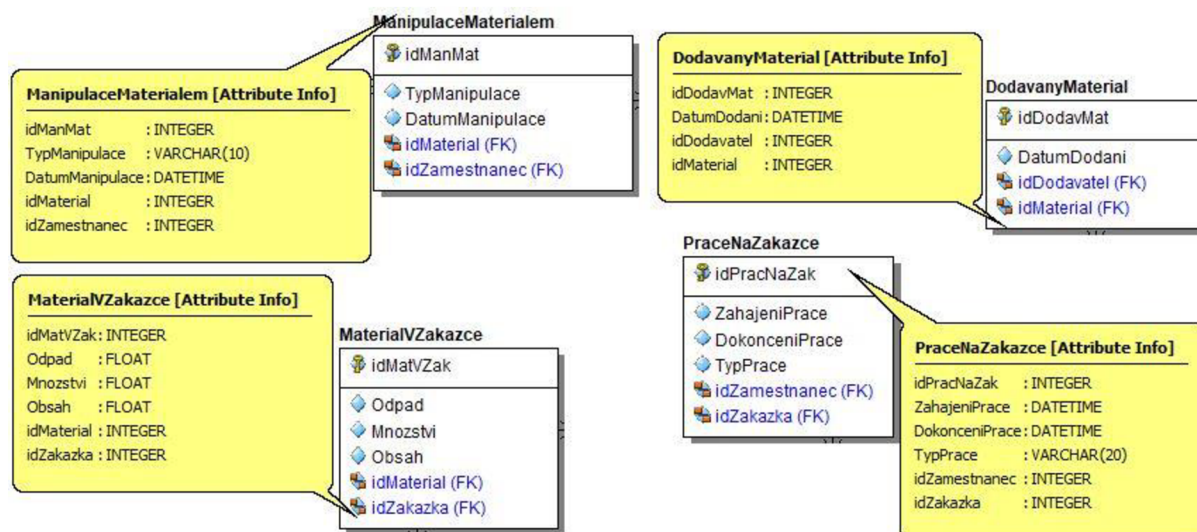 ManipulaceMaterialem
idManMat
TypManipulace
DatumManipulace
idMaterial (FK)
idZamestnanec (FK)
ManipulaceMaterialem [Attribute Info]
idManMat : INTEGER
TypManipulace : VARCHAR(10)
DatumManipulace: DATETIME
idMaterial : INTEGER
idZamestnanec : INTEGER
DodavanyMaterial [Attribute Info]
idDodavMat : INTEGER
DatumDodani: DATETIME
idDodavatel : INTEGER
idMaterial : INTEGER
DodavanyMaterial
idDodavMat
DatumDodani
idDodavatel (FK)
idMaterial (FK)
MaterialVZakazce [Attribute Info]
idMatVZak: INTEGER
Odpad : FLOAT
Mnozstvi : FLOAT
Obsah : FLOAT
idMaterial : INTEGER
idZakazka : INTEGER
MaterialVZakazce
idMatVZak
Odpad
Mnozstvi
Obsah
idMaterial (FK)
idZakazka (FK)
PraceNaZakazce
idPracNaZak
ZahajeniPrace
DokonceniPrace
TypPrace
idZamestnanec (FK)
idZakazka (FK)
PraceNaZakazce [Attribute Info]
idPracNaZak : INTEGER
ZahajeniPrace : DATETIME
DokonceniPrace: DATETIME
TypPrace : VARCHAR(20)
idZamestnanec : INTEGER
idZakazka : INTEGER